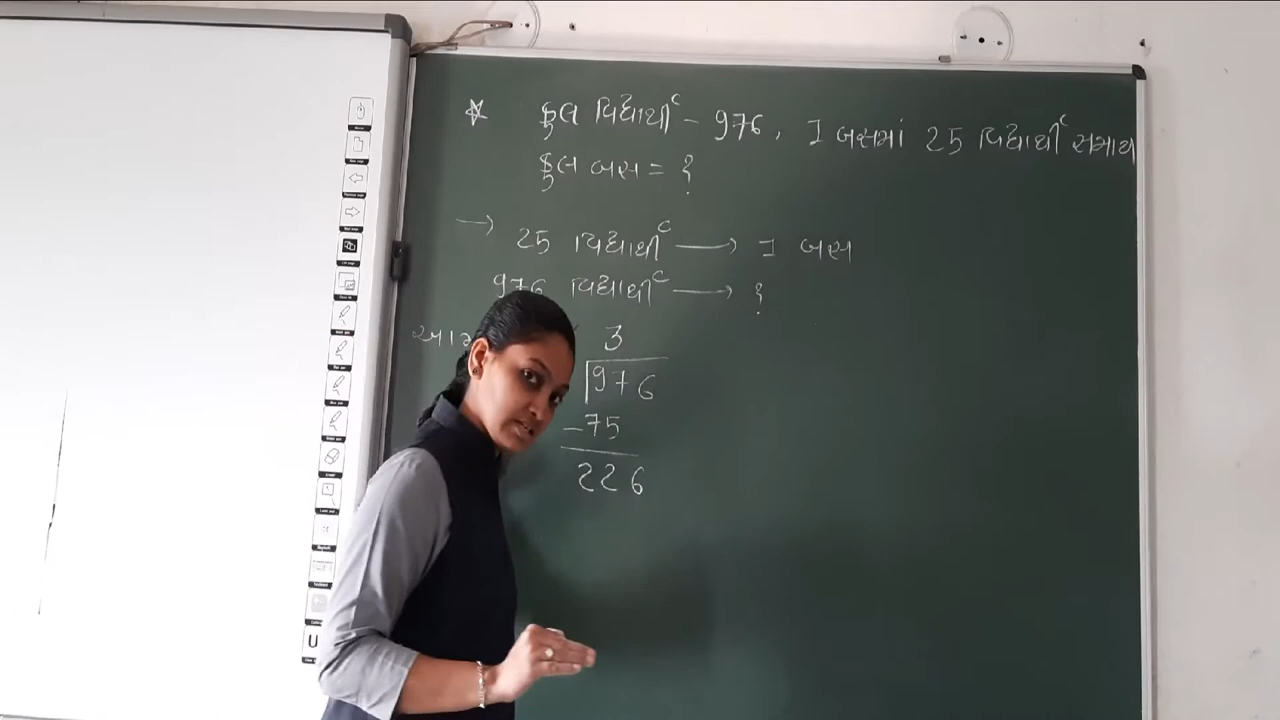 ☆ કુલ વિદ્યાર્થી - 976, 1 બસમાં 25 વિદ્યાર્થી સમાય
કુલ બસ = ?
→ 25 વિદ્યાર્થી → 1 બસ
976 વિદ્યાર્થી → ?
3
976
-75
226
U